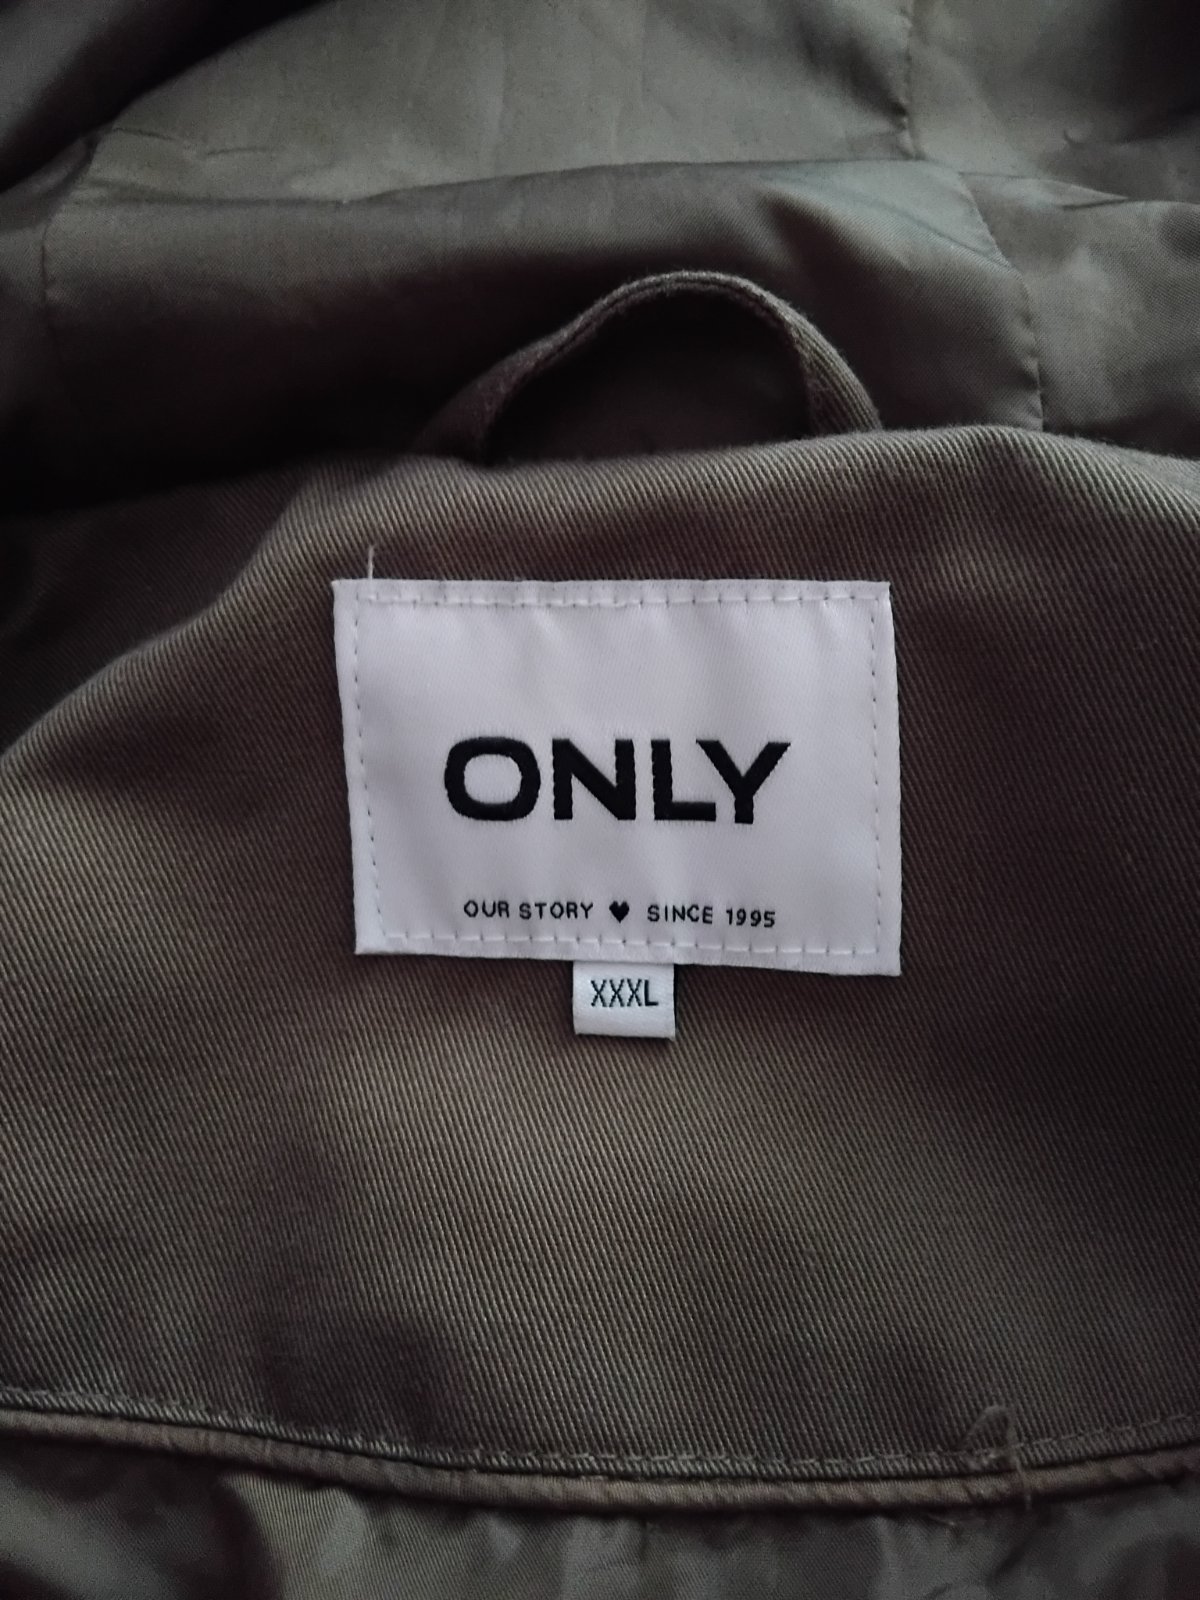 ONLY
OUR STORY ♥ SINCE 1995
XXXL